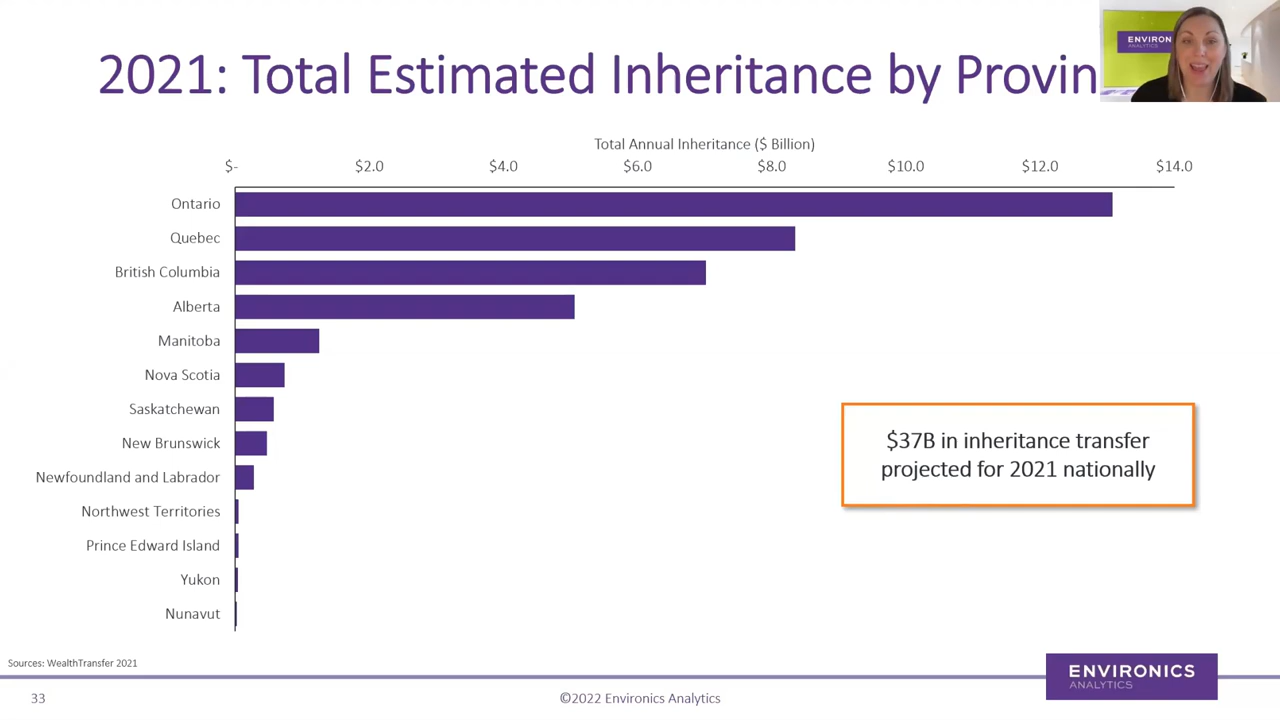 2021: Total Estimated Inheritance by Provin
ENVIRON
ANALYTICS
Total Annual Inheritance ($ Billion)
$- $2.0 $4.0 $6.0 $8.0 $10.0 $12.0 $14.0
Ontario
Quebec
British Columbia
Alberta
Manitoba
Nova Scotia
Saskatchewan
New Brunswick
Newfoundland and Labrador
Northwest Territories
Prince Edward Island
Yukon
Nunavut
$37B in inheritance transfer
projected for 2021 nationally
Sources: WealthTransfer 2021
33
©2022 Environics Analytics
ENVIRONICS
ANALYTICS